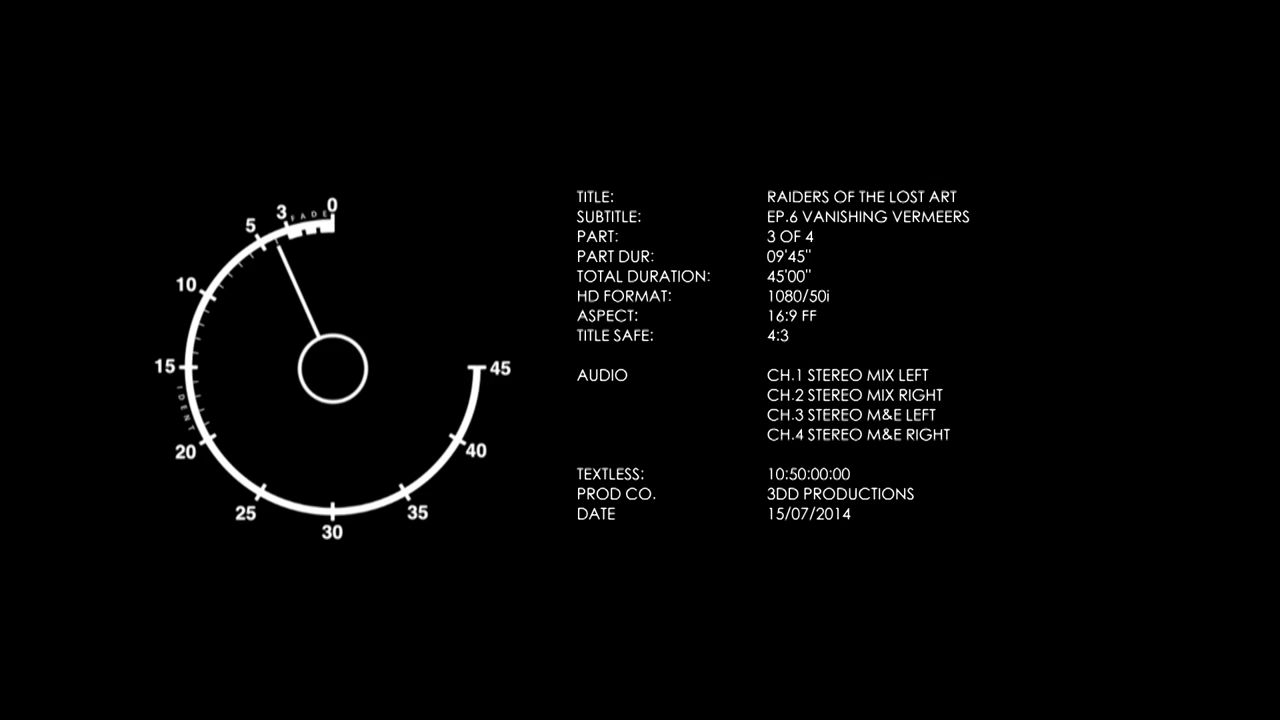 0
FADE
3
5
10
15
IDENT
20
25
30
35
40
45
TITLE: RAIDERS OF THE LOST ART
SUBTITLE: EP.6 VANISHING VERMEERS
PART: 3 OF 4
PART DUR: 09'45"
TOTAL DURATION: 45'00"
HD FORMAT: 1080/50i
ASPECT: 16:9 FF
TITLE SAFE: 4:3
AUDIO CH.1 STEREO MIX LEFT
CH.2 STEREO MIX RIGHT
CH.3 STEREO M&E LEFT
CH.4 STEREO M&E RIGHT
TEXTLESS: 10:50:00:00
PROD CO. 3DD PRODUCTIONS
DATE 15/07/2014